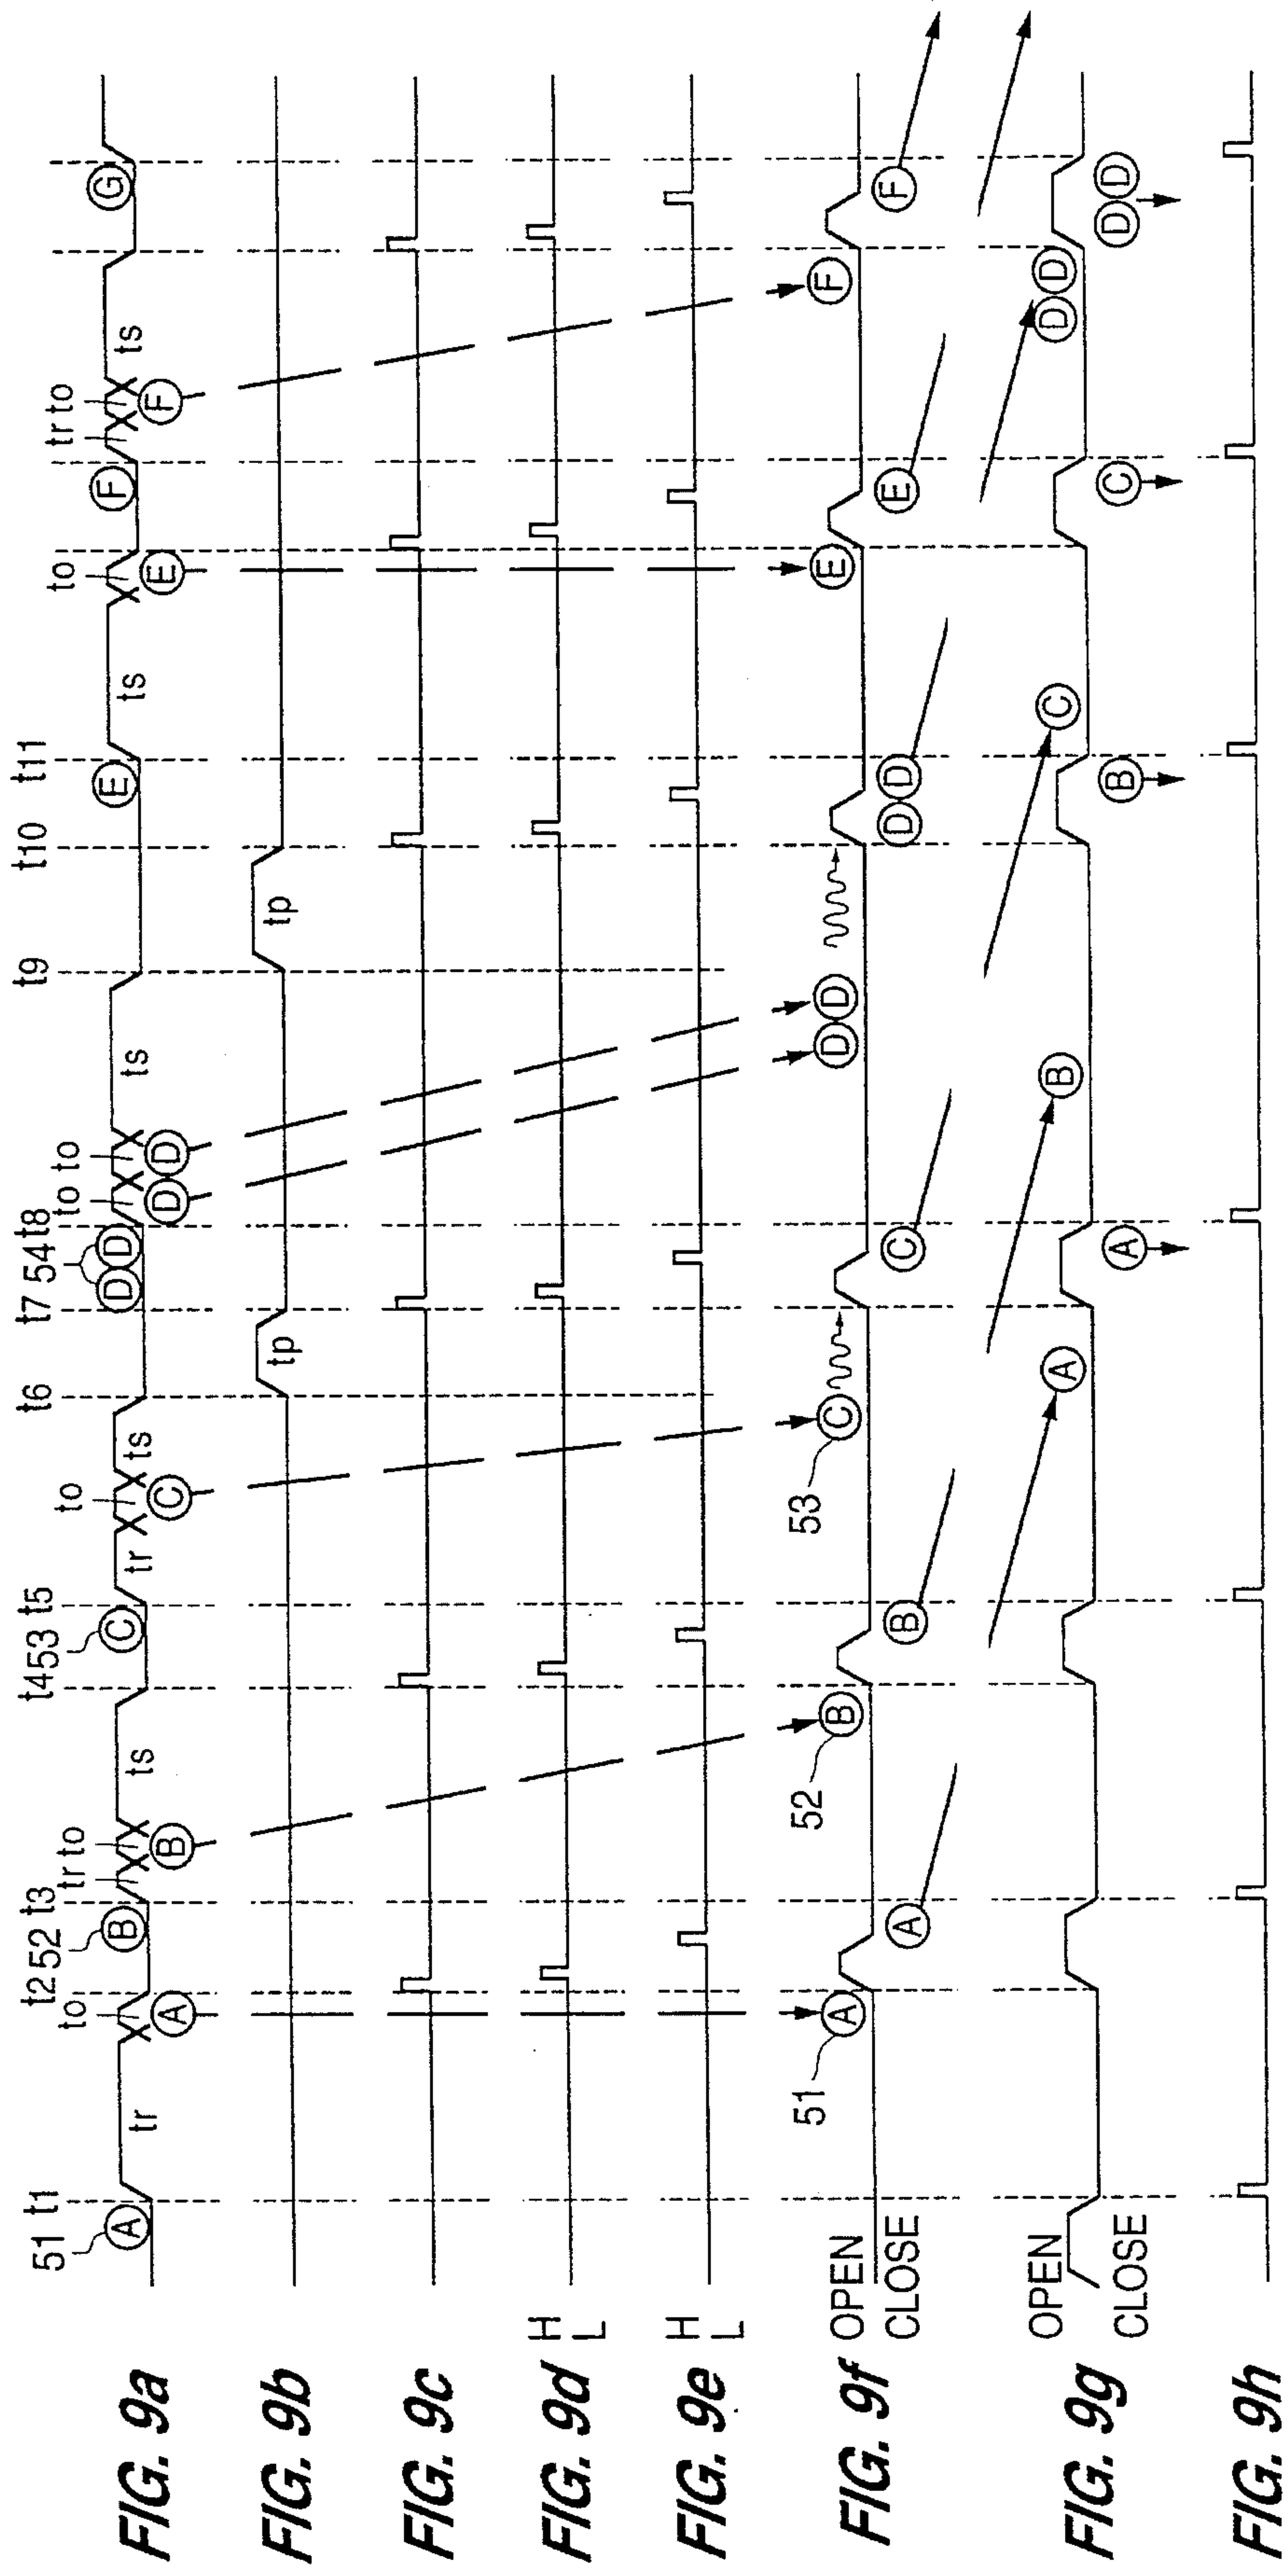 51 t1 to t2 52 t3 tr to t4 53 t5 to t6 t7 54 t8 to to t9 t10 t11 to tr to
FIG. 9a A tr A B B ts C tr C ts D D D D ts E ts E F F ts G
FIG. 9b tp tp
FIG. 9c
FIG. 9d H L
FIG. 9e H L
FIG. 9f OPEN CLOSE
51 A 52 B 53 C D D E F
A B C D D E F
FIG. 9g OPEN CLOSE
A B C D D
A B C D D
FIG. 9h